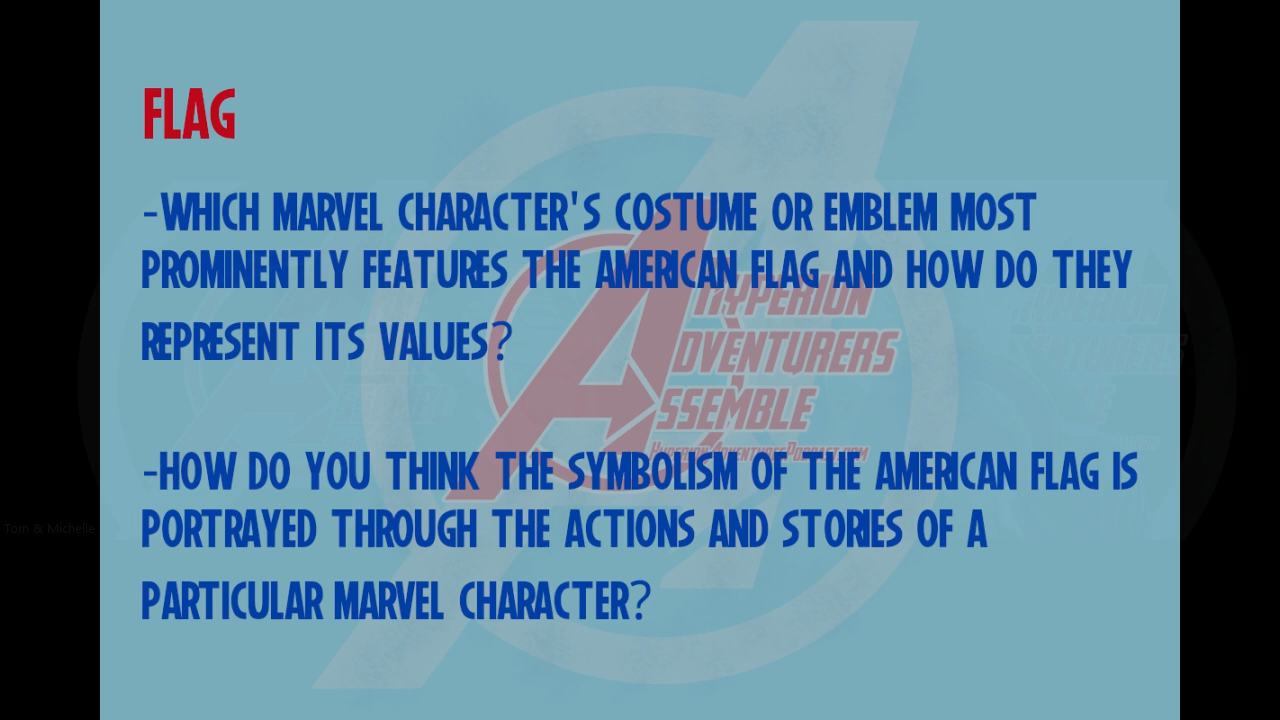 FLAG
-WHICH MARVEL CHARACTER'S COSTUME OR EMBLEM MOST
PROMINENTLY FEATURES THE AMERICAN FLAG AND HOW DO THEY
REPRESENT ITS VALUES?
-HOW DO YOU THINK THE SYMBOLISM OF THE AMERICAN FLAG IS
PORTRAYED THROUGH THE ACTIONS AND STORIES OF A
PARTICULAR MARVEL CHARACTER?
HYPERION
ADVENTURERS
ASSEMBLE
HYPERIONADVENTURESPODCAST.COM
Tom & Michelle